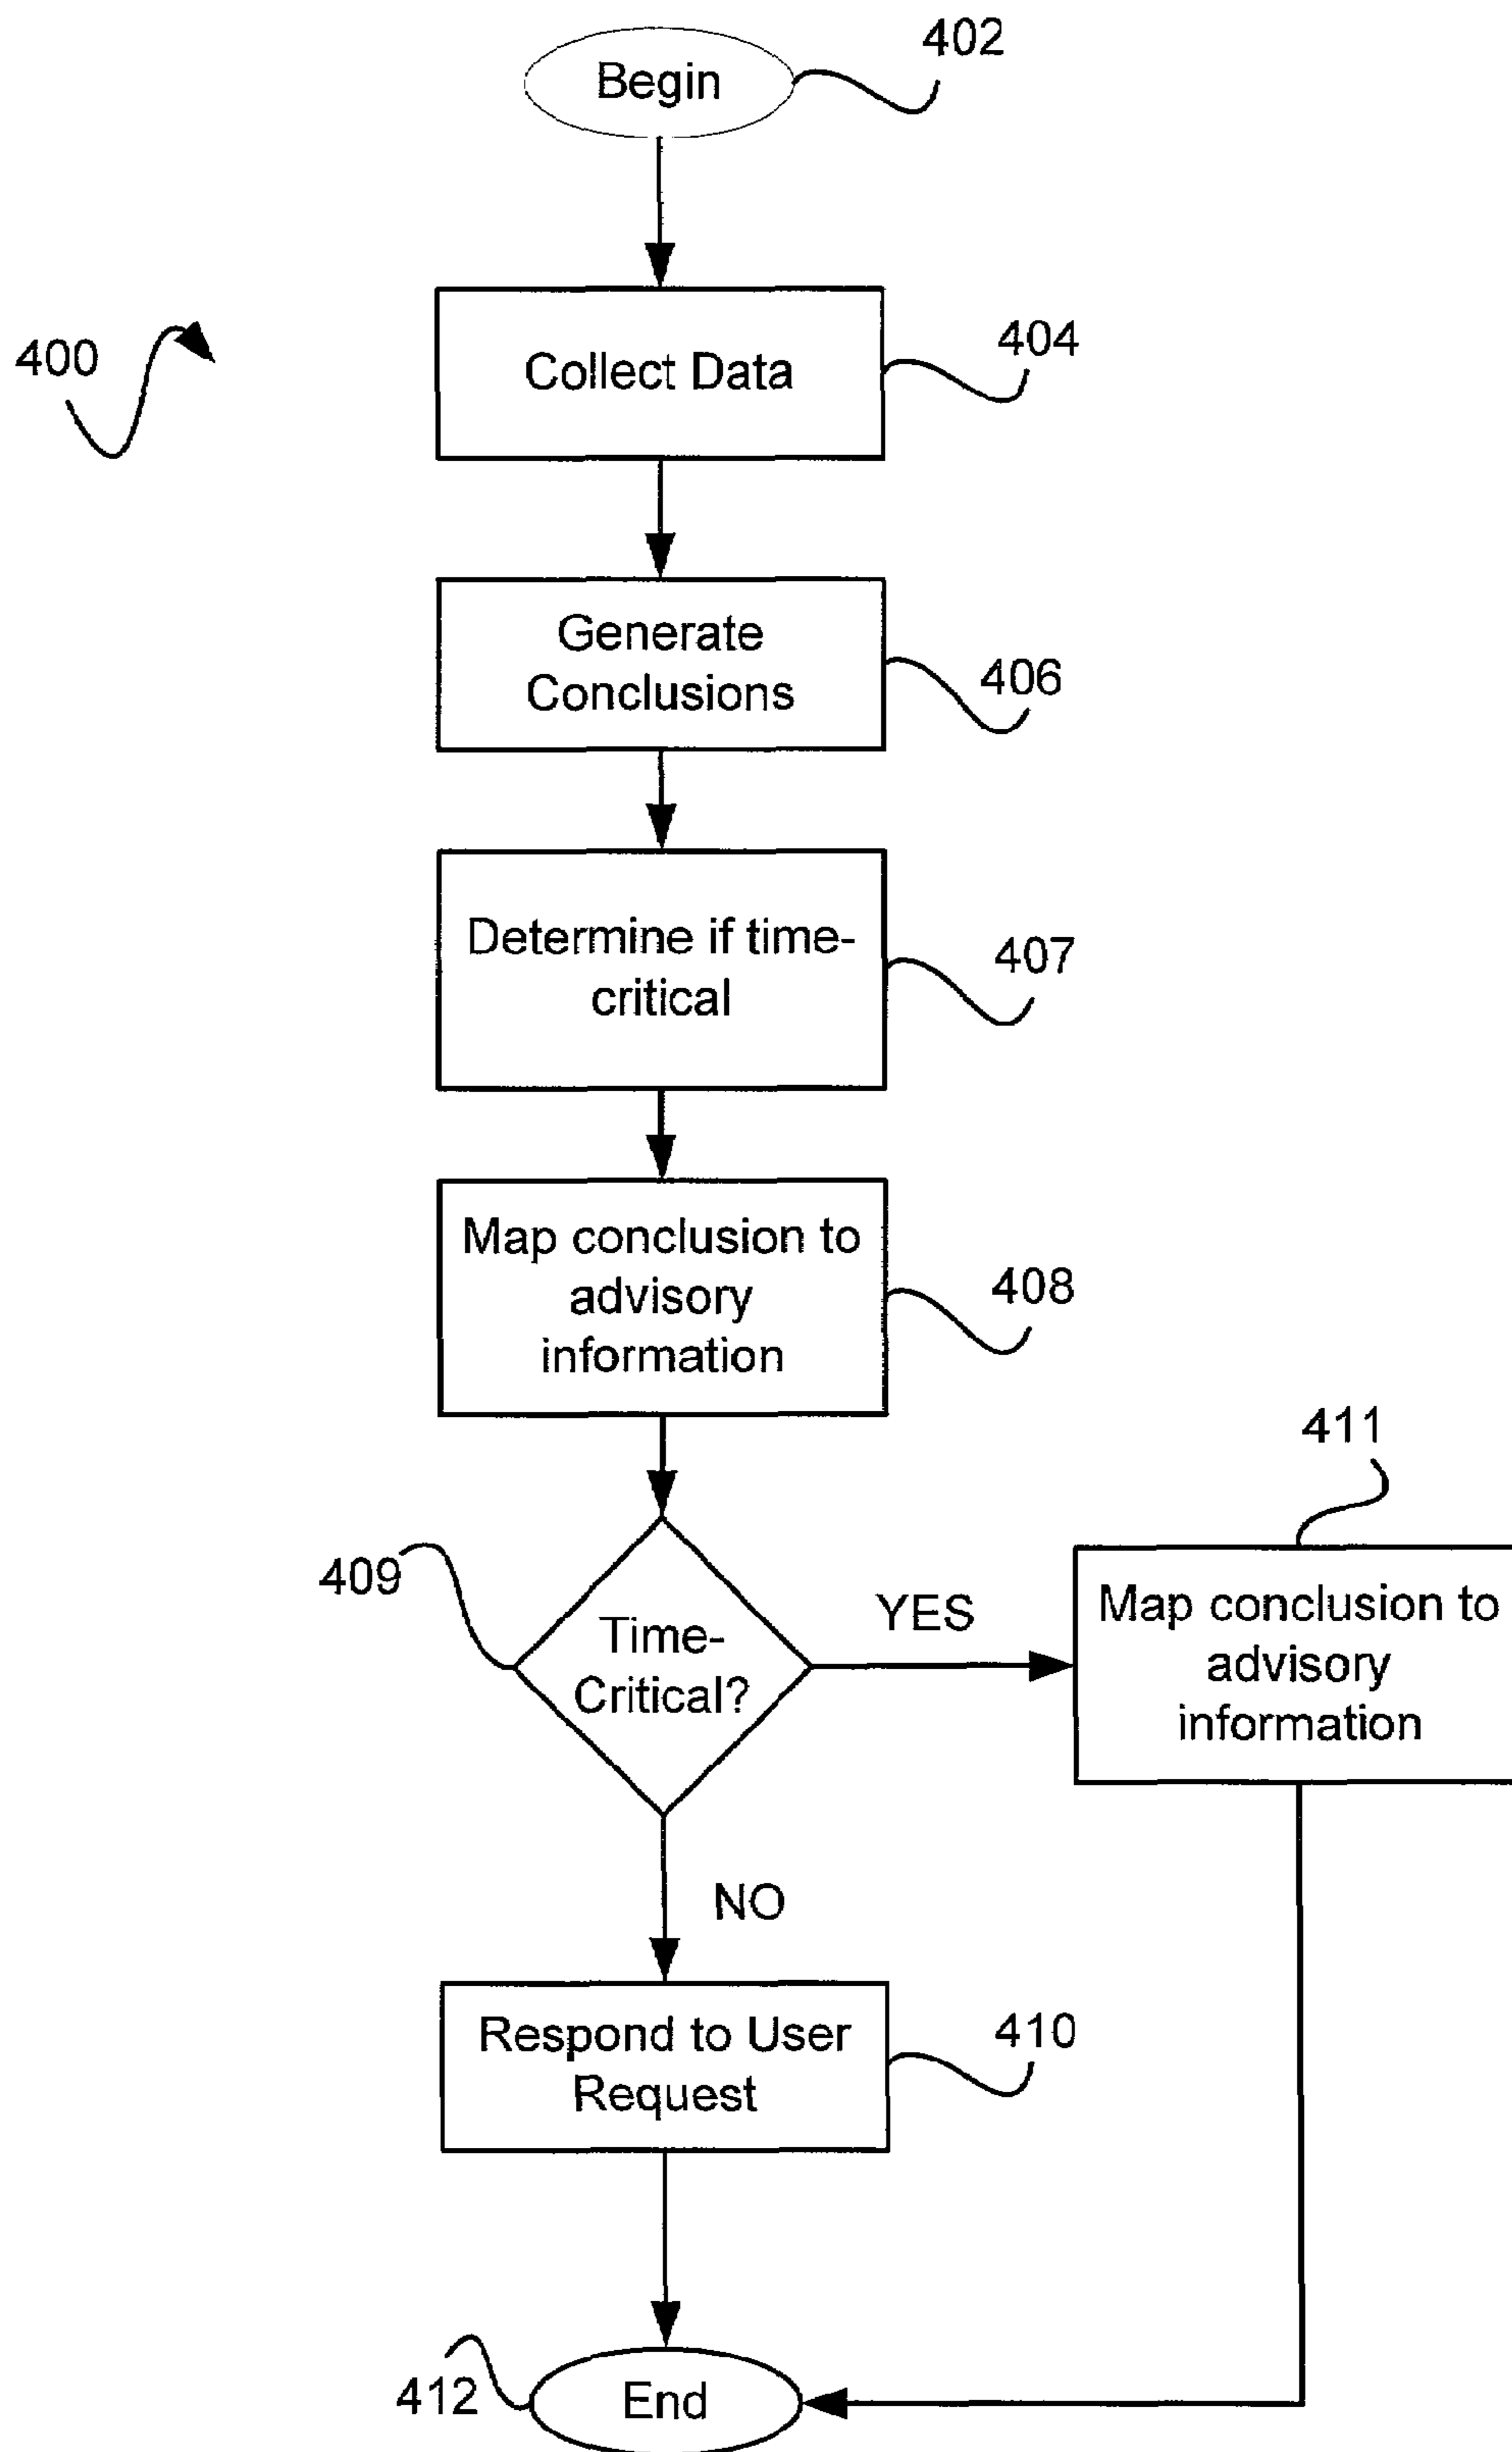 402
Begin
400
404
Collect Data
Generate
Conclusions
406
Determine if time-
critical
407
Map conclusion to
advisory
information
408
411
409
Time-
Critical?
YES
Map conclusion to
advisory
information
NO
Respond to User
Request
410
412
End